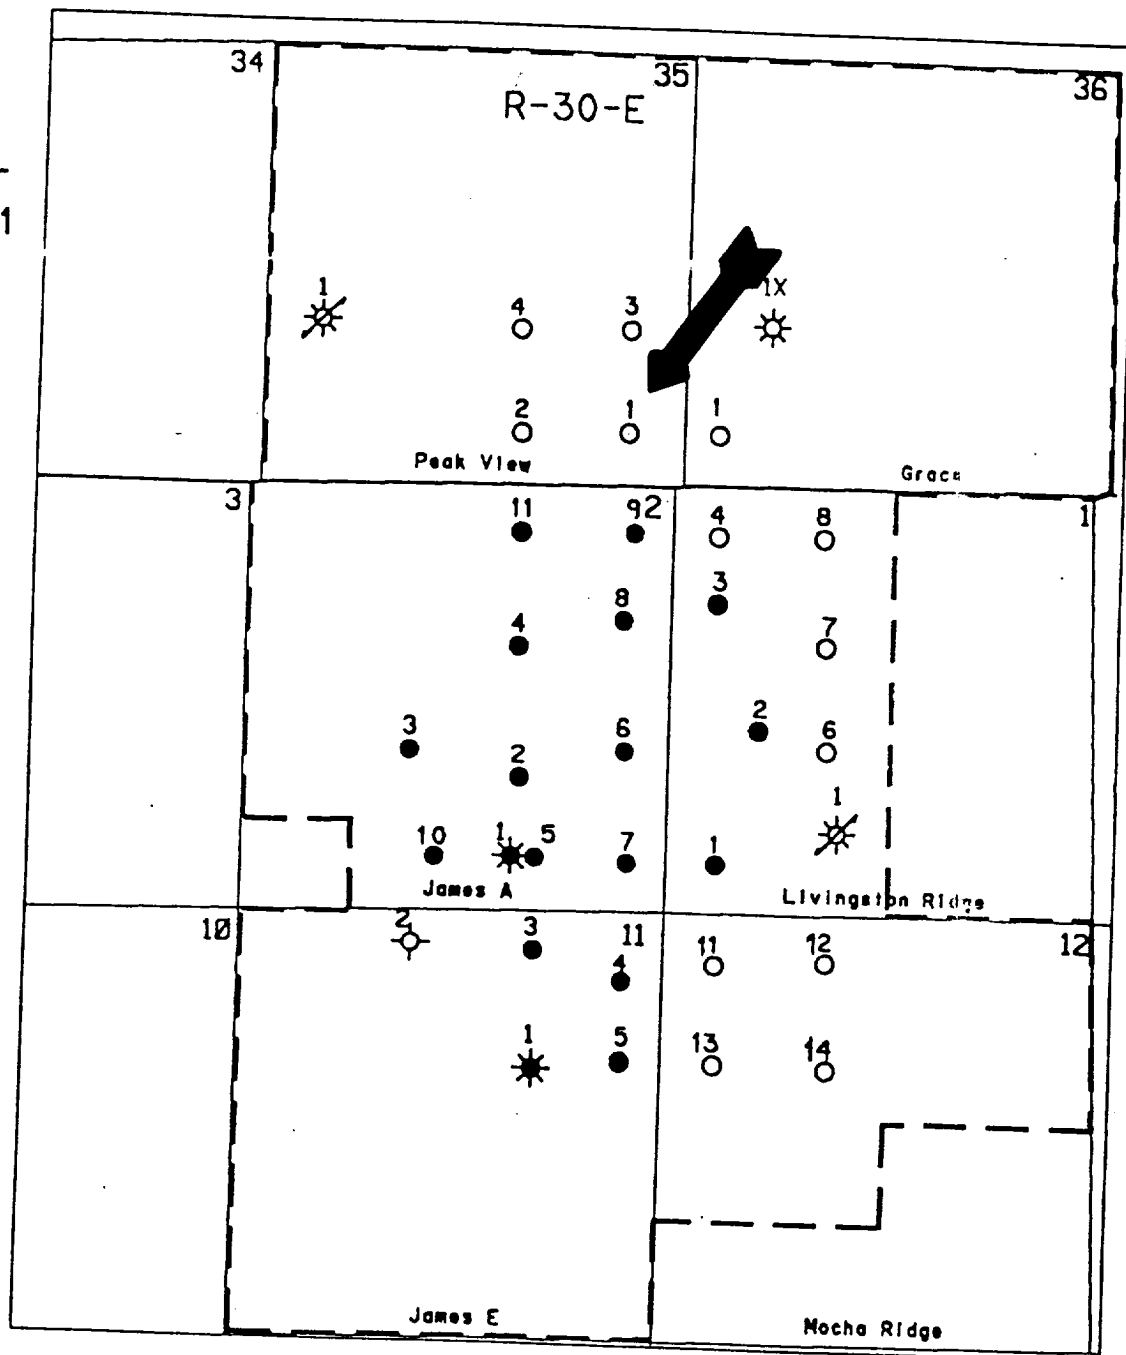 34 35 36
R-30-E
1
1 4 3 1X
2 1 1
Peak View Grace
3 11 92 4 8 1
8 3
4 7
3 2 6 2 6
1
10 1 5 7 1
James A Livingston Ridge
10 2 3 11 11 12 12
4
1 5 13 14
James E Mocha Ridge